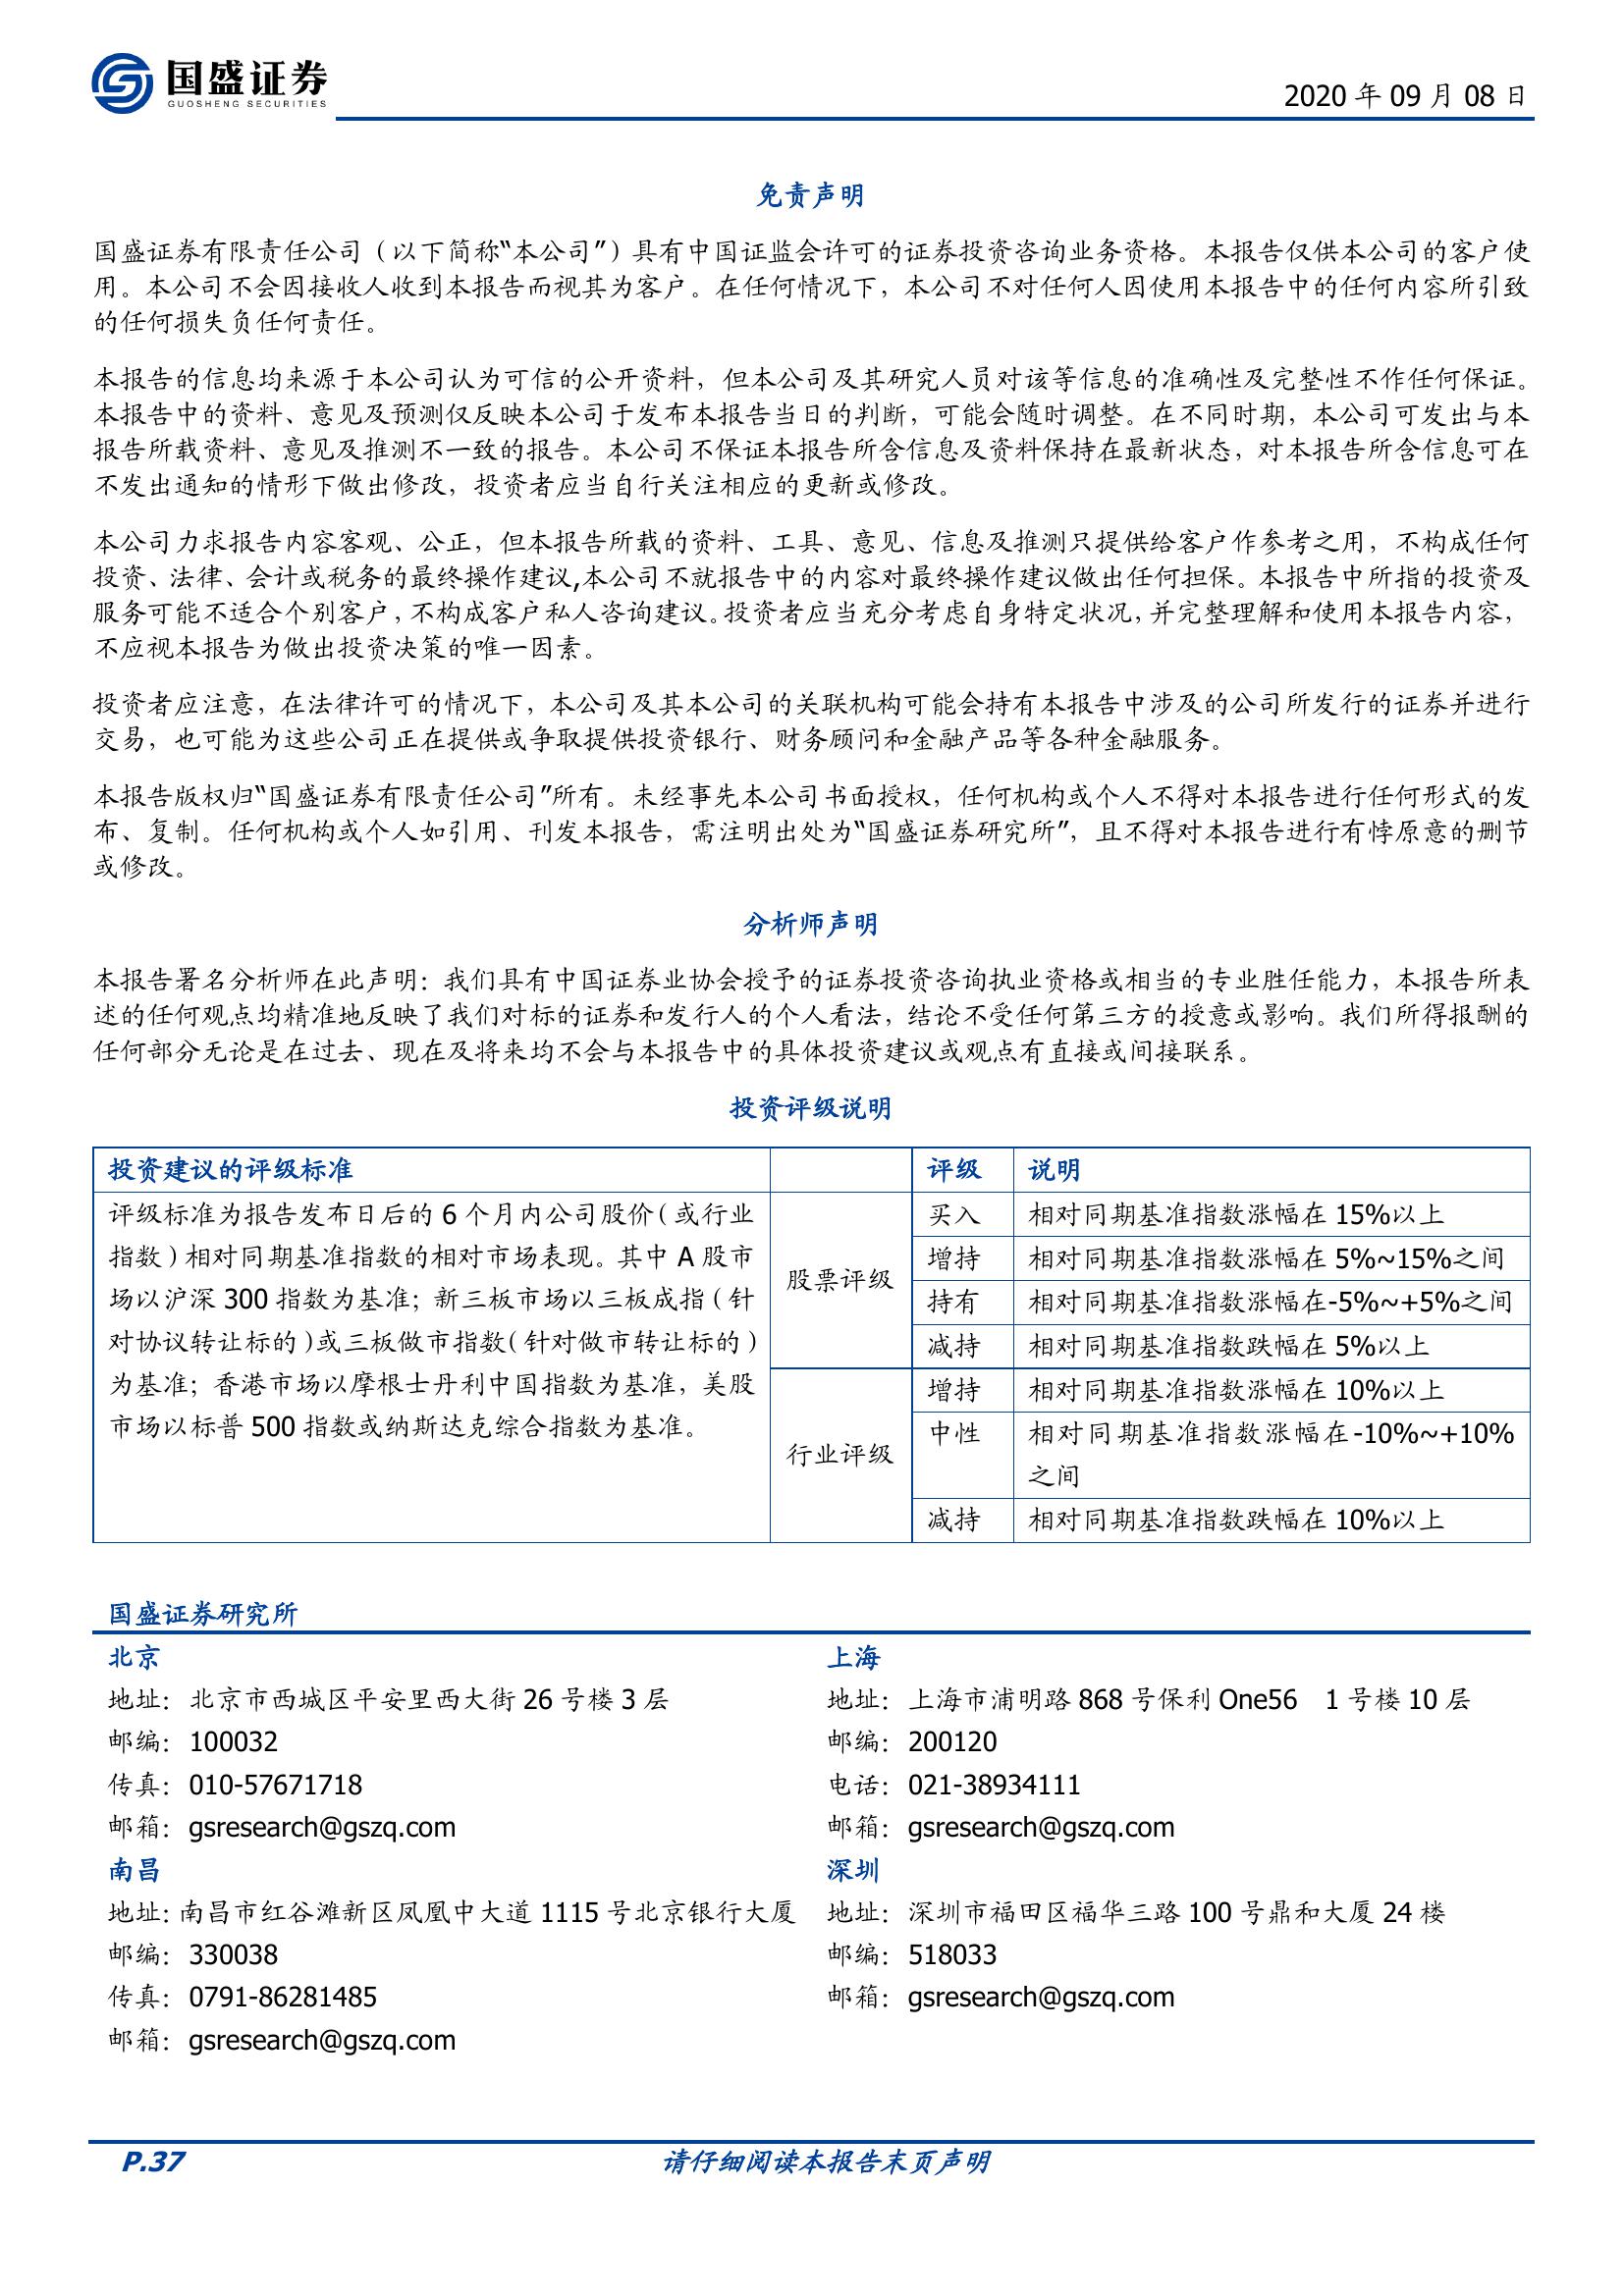 国盛证券
GUOSHENG SECURITIES
2020 年 09 月 08 日
免责声明
国盛证券有限责任公司（以下简称“本公司”）具有中国证监会许可的证券投资咨询业务资格。本报告仅供本公司的客户使
用。本公司不会因接收人收到本报告而视其为客户。在任何情况下，本公司不对任何人因使用本报告中的任何内容所引致
的任何损失负任何责任。
本报告的信息均来源于本公司认为可信的公开资料，但本公司及其研究人员对该等信息的准确性及完整性不作任何保证。
本报告中的资料、意见及预测仅反映本公司于发布本报告当日的判断，可能会随时调整。在不同时期，本公司可发出与本
报告所载资料、意见及推测不一致的报告。本公司不保证本报告所含信息及资料保持在最新状态，对本报告所含信息可在
不发出通知的情形下做出修改，投资者应当自行关注相应的更新或修改。
本公司力求报告内容客观、公正，但本报告所载的资料、工具、意见、信息及推测只提供给客户作参考之用，不构成任何
投资、法律、会计或税务的最终操作建议,本公司不就报告中的内容对最终操作建议做出任何担保。本报告中所指的投资及
服务可能不适合个别客户，不构成客户私人咨询建议。投资者应当充分考虑自身特定状况，并完整理解和使用本报告内容，
不应视本报告为做出投资决策的唯一因素。
投资者应注意，在法律许可的情况下，本公司及其本公司的关联机构可能会持有本报告中涉及的公司所发行的证券并进行
交易，也可能为这些公司正在提供或争取提供投资银行、财务顾问和金融产品等各种金融服务。
本报告版权归“国盛证券有限责任公司”所有。未经事先本公司书面授权，任何机构或个人不得对本报告进行任何形式的发
布、复制。任何机构或个人如引用、刊发本报告，需注明出处为“国盛证券研究所”，且不得对本报告进行有悖原意的删节
或修改。
分析师声明
本报告署名分析师在此声明：我们具有中国证券业协会授予的证券投资咨询执业资格或相当的专业胜任能力，本报告所表
述的任何观点均精准地反映了我们对标的证券和发行人的个人看法，结论不受任何第三方的授意或影响。我们所得报酬的
任何部分无论是在过去、现在及将来均不会与本报告中的具体投资建议或观点有直接或间接联系。
投资评级说明
投资建议的评级标准 评级 说明
评级标准为报告发布日后的 6 个月内公司股价（或行业
指数）相对同期基准指数的相对市场表现。其中 A 股市
场以沪深 300 指数为基准；新三板市场以三板成指（针
对协议转让标的）或三板做市指数（针对做市转让标的）
为基准；香港市场以摩根士丹利中国指数为基准，美股
市场以标普 500 指数或纳斯达克综合指数为基准。
股票评级
买入 相对同期基准指数涨幅在 15%以上
增持 相对同期基准指数涨幅在 5%~15%之间
持有 相对同期基准指数涨幅在-5%~+5%之间
减持 相对同期基准指数跌幅在 5%以上
行业评级
增持 相对同期基准指数涨幅在 10%以上
中性 相对同期基准指数涨幅在-10%~+10%
之间
减持 相对同期基准指数跌幅在 10%以上
国盛证券研究所
北京
地址：北京市西城区平安里西大街 26 号楼 3 层
邮编：100032
传真：010-57671718
邮箱：gsresearch@gszq.com
上海
地址：上海市浦明路 868 号保利 One56 1 号楼 10 层
邮编：200120
电话：021-38934111
邮箱：gsresearch@gszq.com
南昌
地址：南昌市红谷滩新区凤凰中大道 1115 号北京银行大厦
邮编：330038
传真：0791-86281485
邮箱：gsresearch@gszq.com
深圳
地址：深圳市福田区福华三路 100 号鼎和大厦 24 楼
邮编：518033
邮箱：gsresearch@gszq.com
P.37
请仔细阅读本报告末页声明